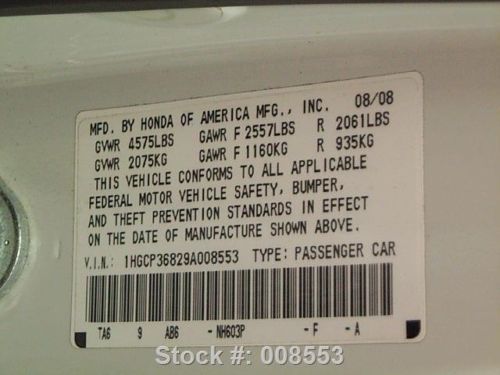 MFD. BY HONDA OF AMERICA MFG., INC. 08/08
GVWR 4575LBS GAWR F 2557LBS R 2061LBS
GVWR 2075KG GAWR F 1160KG R 935KG
THIS VEHICLE CONFORMS TO ALL APPLICABLE
FEDERAL MOTOR VEHICLE SAFETY, BUMPER,
AND THEFT PREVENTION STANDARDS IN EFFECT
ON THE DATE OF MANUFACTURE SHOWN ABOVE.
V.I.N.: 1HGCP36829A008553 TYPE: PASSENGER CAR
TA6 9 AB6 -NH603P -F -A
Stock #: 008553